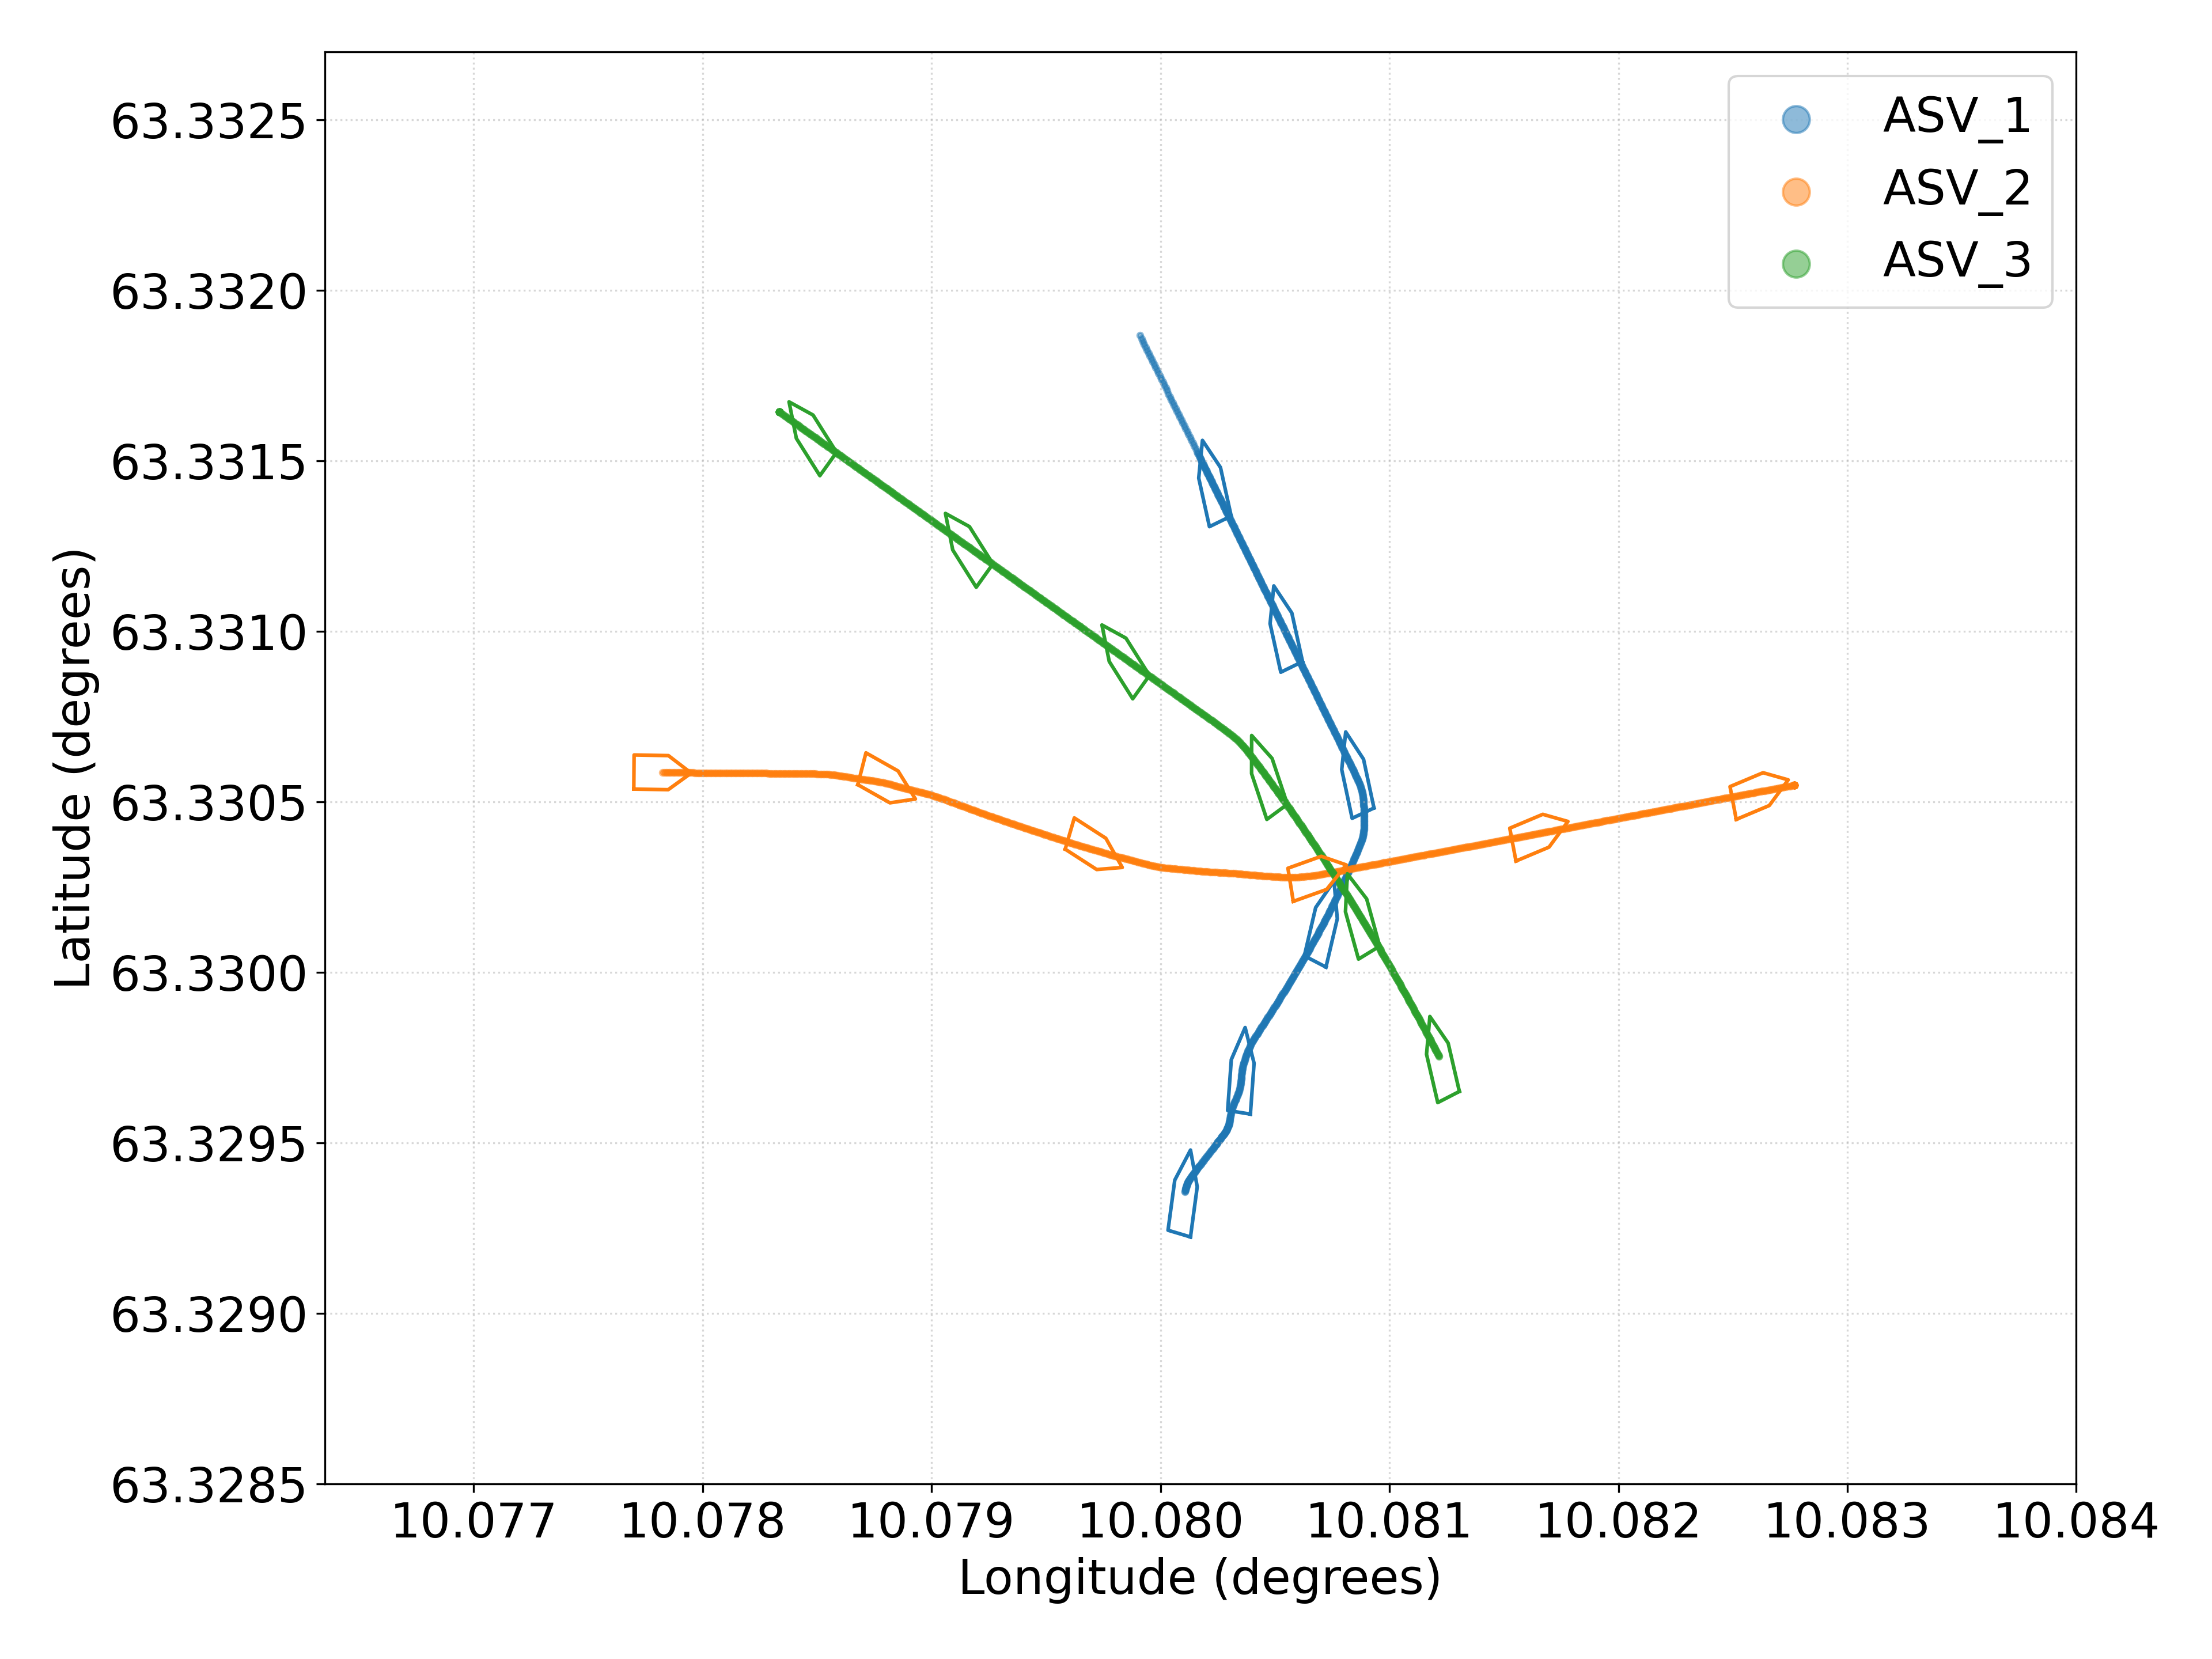 ASV_1
ASV_2
ASV_3
63.3325
63.3320
63.3315
63.3310
63.3305
63.3300
63.3295
63.3290
63.3285
Latitude (degrees)
10.077 10.078 10.079 10.080 10.081 10.082 10.083 10.084
Longitude (degrees)